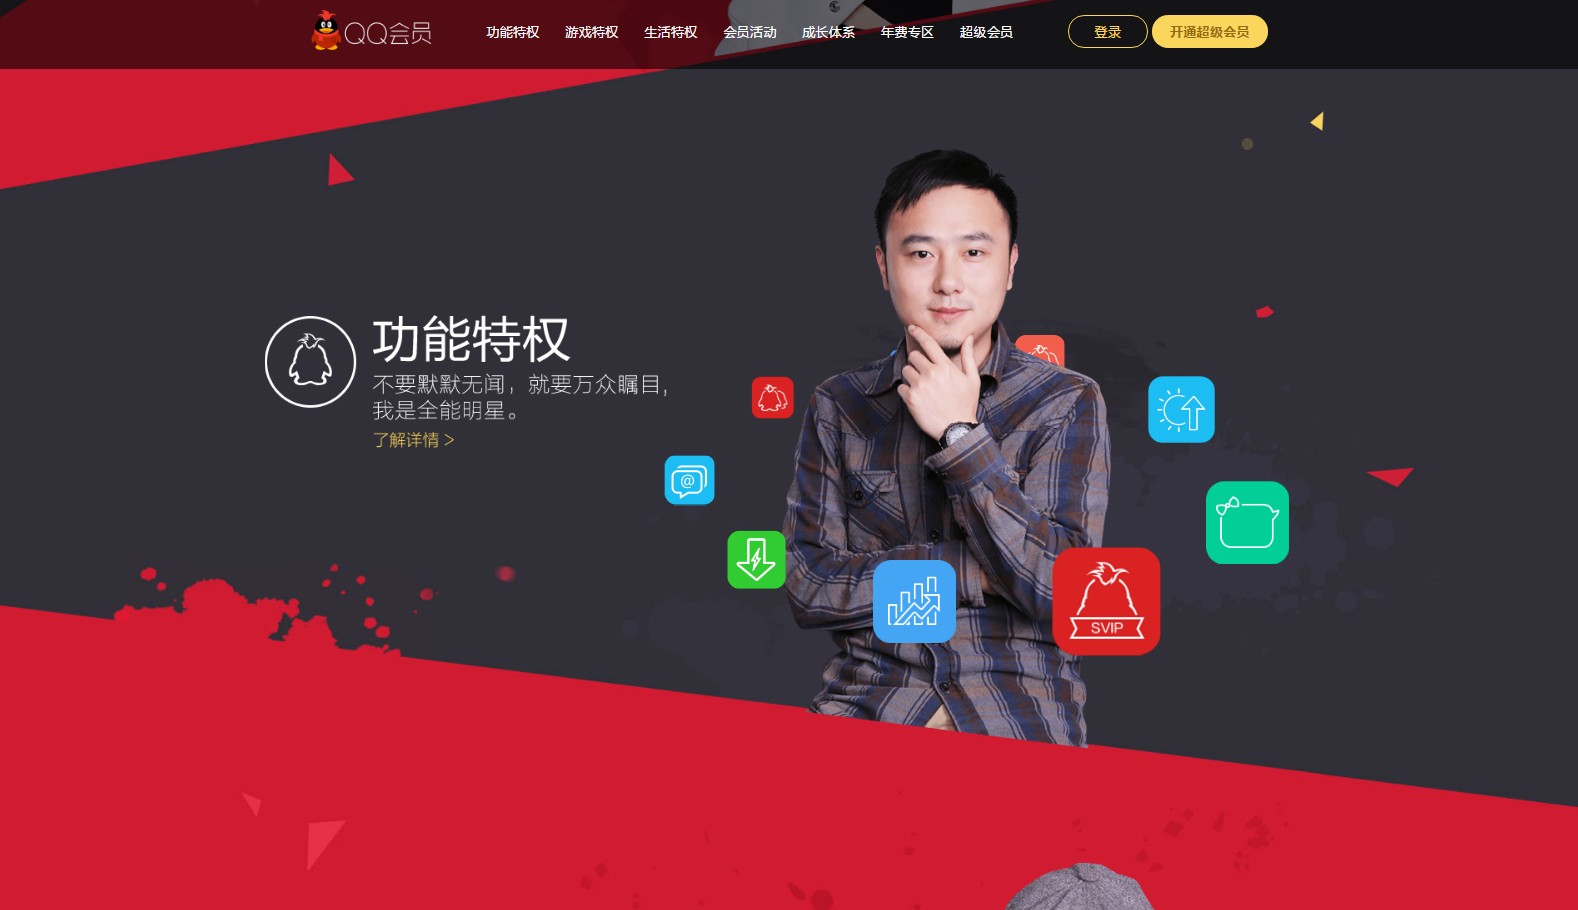 QQ会员
功能特权
游戏特权
生活特权
会员活动
成长体系
年费专区
超级会员
登录
开通超级会员
功能特权
不要默默无闻，就要万众瞩目，
我是全能明星。
了解详情 >
@
SVIP